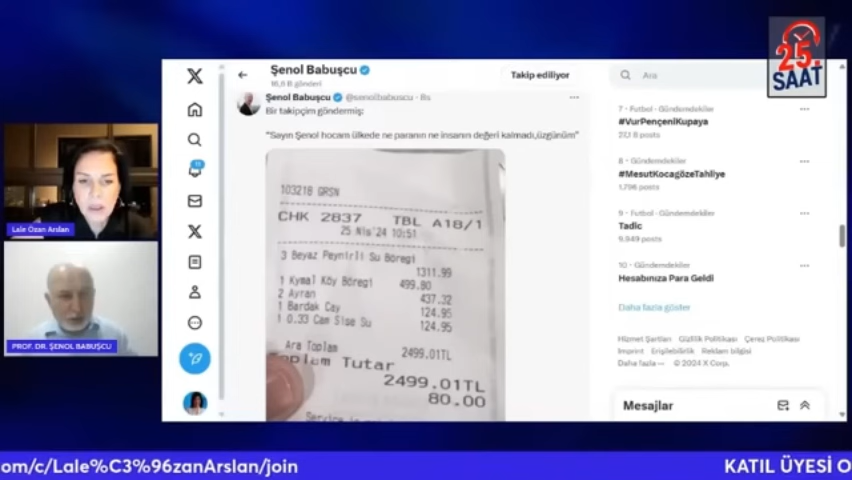 25.
SAAT
Şenol Babuşcu
16,6 B gönderi
Takip ediliyor
Ara
Şenol Babuşcu @senolbabuscu · 8s
Bir takipçim göndermiş:
"Sayın Şenol hocam ülkede ne paranın ne insanın değeri kalmadı,üzgünüm"
103218 GRSN
CHK 2837 TBL A18/1
25 Nis'24 10:51
3 Beyaz Peynirli Su Böregi
1311.99
1 Kymal Köy Böregi 499.80
2 Ayran 437.32
1 Bardak Cay 124.95
1 0.33 Cam Sise Su 124.95
Ara Toplam 2499.01TL
Toplam Tutar
2499.01TL
80.00
7 · Futbol · Gündemdekiler
#VurPençeniKupaya
8 · Gündemdekiler
#MesutKocagözeTahliye
1.796 posts
9 · Futbol · Gündemdekiler
Tadic
9.949 posts
10 · Gündemdekiler
Hesabınıza Para Geldi
Daha fazla göster
Hizmet Şartları Gizlilik Politikası Çerez Politikası
Imprint Erişilebilirlik Reklam bilgisi
Daha fazla ··· © 2024 X Corp.
Mesajlar
Lale Özan Arslan
PROF. DR. ŞENOL BABUŞCU
om/c/Lale%C3%96zanArslan/join
KATIL ÜYESİ O